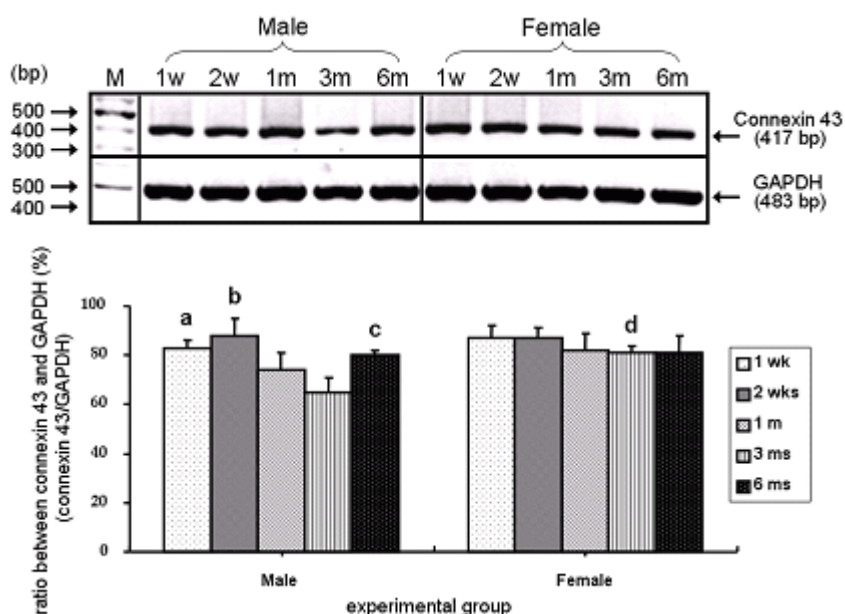 Male Female
(bp) M 1w 2w 1m 3m 6m 1w 2w 1m 3m 6m
500
400
300
Connexin 43
(417 bp)
500
400
GAPDH
(483 bp)
ratio between connexin 43 and GAPDH (%)
(connexin 43/GAPDH)
100
80
60
40
20
0
a b c d
1 wk
2 wks
1 m
3 ms
6 ms
Male Female
experimental group